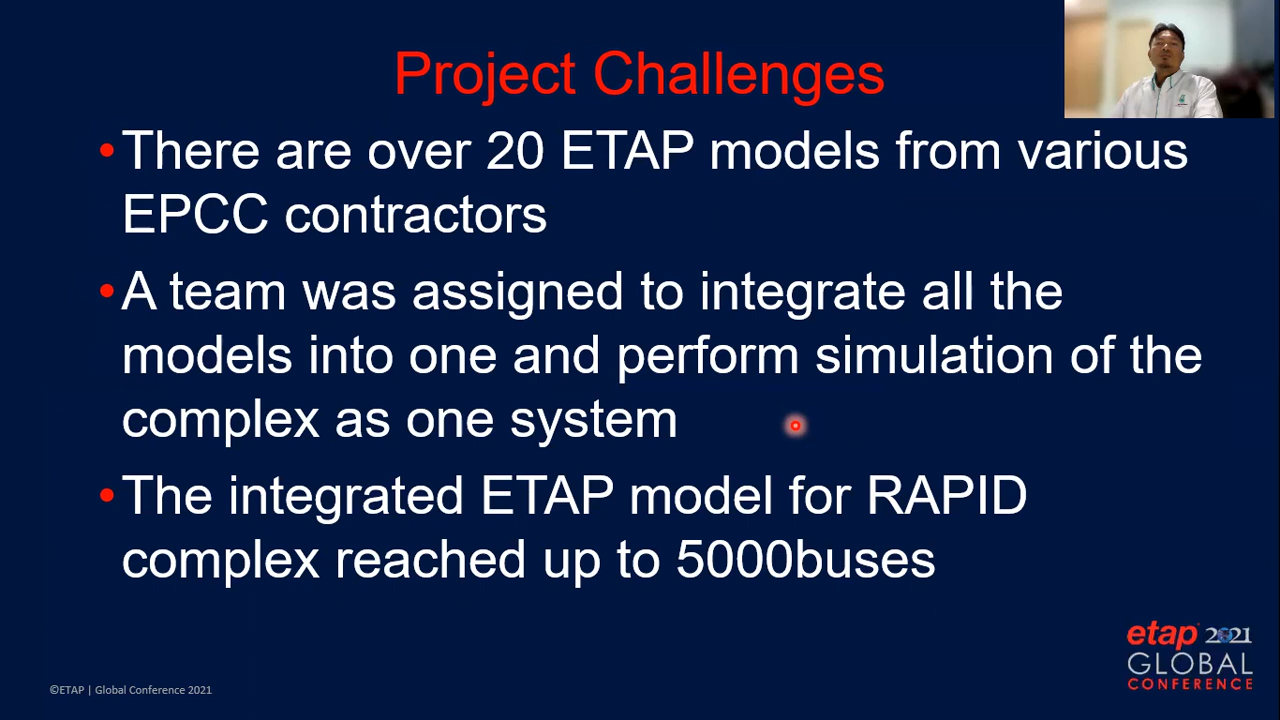 Project Challenges
•There are over 20 ETAP models from various
EPCC contractors
•A team was assigned to integrate all the
models into one and perform simulation of the
complex as one system
•The integrated ETAP model for RAPID
complex reached up to 5000buses
etap 2021
GLOBAL
CONFERENCE
©ETAP | Global Conference 2021